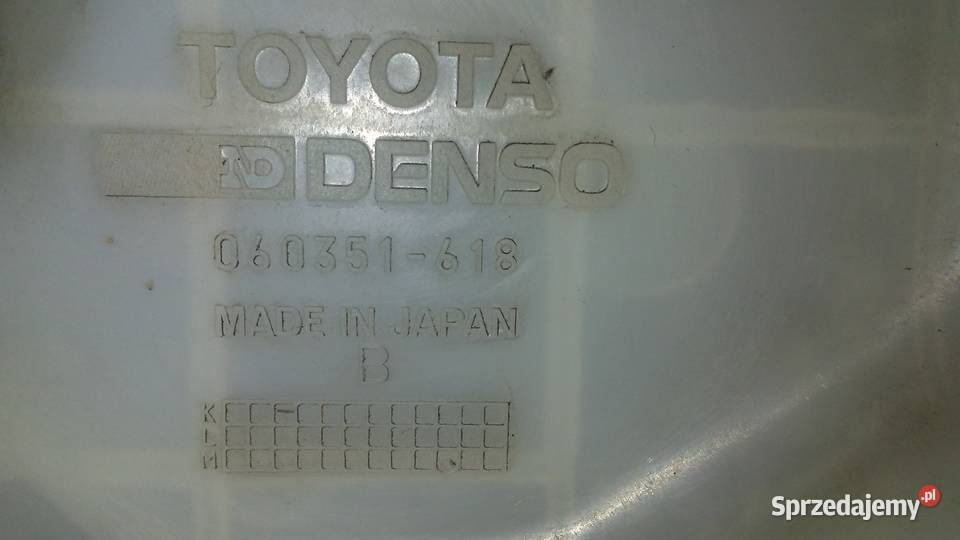 TOYOTA
ND DENSO
060351-618
MADE IN JAPAN
B
K
L
M
Sprzedajemy.pl